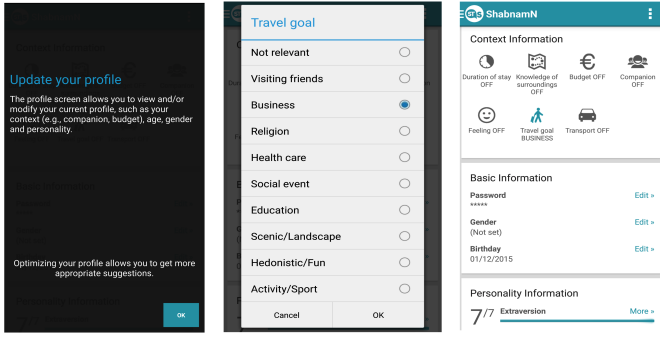 Update your profile
The profile screen allows you to view and/or
modify your current profile, such as your
context (e.g., companion, budget), age, gender
and personality.
Optimizing your profile allows you to get more
appropriate suggestions.
OK
Travel goal
Not relevant
Visiting friends
Business
Religion
Health care
Social event
Education
Scenic/Landscape
Hedonistic/Fun
Activity/Sport
Cancel
OK
ShabnamN
Context Information
Duration of stay
OFF
Knowledge of
surroundings
OFF
Budget OFF
Companion
OFF
Feeling OFF
Travel goal
BUSINESS
Transport OFF
Basic Information
Password
Edit »
*****
Gender
Edit »
(Not set)
Birthday
Edit »
01/12/2015
Personality Information
7/7 Extraversion
More »